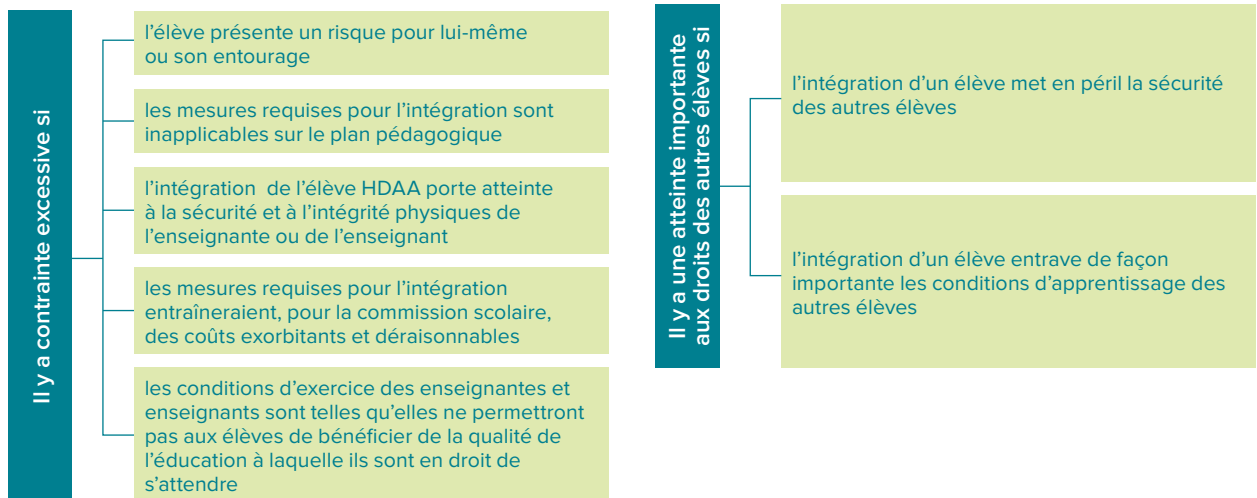 Il y a contrainte excessive si
l'élève présente un risque pour lui-même
ou son entourage
les mesures requises pour l'intégration sont
inapplicables sur le plan pédagogique
l'intégration de l'élève HDAA porte atteinte
à la sécurité et à l'intégrité physiques de
l'enseignante ou de l'enseignant
les mesures requises pour l'intégration
entraîneraient, pour la commission scolaire,
des coûts exorbitants et déraisonnables
les conditions d'exercice des enseignantes et
enseignants sont telles qu'elles ne permettront
pas aux élèves de bénéficier de la qualité de
l'éducation à laquelle ils sont en droit de
s'attendre
Il y a une atteinte importante
aux droits des autres élèves si
l'intégration d'un élève met en péril la sécurité
des autres élèves
l'intégration d'un élève entrave de façon
importante les conditions d'apprentissage des
autres élèves